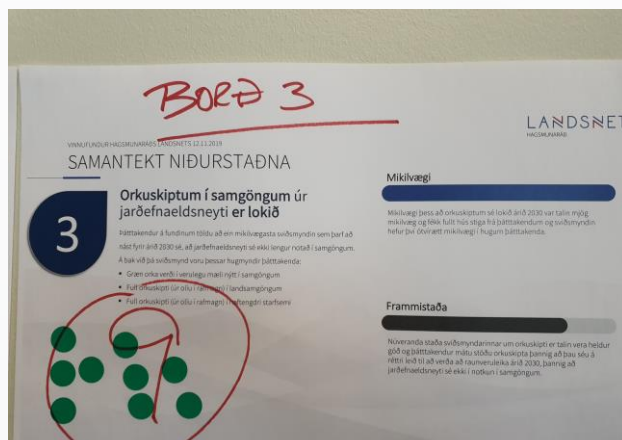 BORÐ 3
LANDSNET
HAGSMUNARÁÐ
VINNUFUNDUR HAGSMUNARÁÐS LANDSNETS 12.11.2019
SAMANTEKT NIÐURSTAÐNA
3
Orkuskiptum í samgöngum úr
jarðefnaeldsneyti er lokið
Þátttakendur á fundinum töldu að ein mikilvægasta sviðsmyndin sem þarf að
nást fyrir árið 2030 sé, að jarðefnaeldsneyti sé ekki lengur notað í samgöngum.
Á bak við þá sviðsmynd voru þessar hugmyndir þátttakenda:
• Græn orka verði í verulegu mæli nýtt í samgöngum
• Full orkuskipti (úr olíu í rafmagn) í landsamgöngum
• Full orkuskipti (úr olíu í rafmagn) í haftengdri starfsemi
9
Mikilvægi
Mikilvægi þess að orkuskiptum sé lokið árið 2030 var talin mjög
mikilvæg og fékk fullt hús stiga frá þátttakendum og sviðsmyndin
hefur því ótvírætt mikilvægi í hugum þátttakenda.
Frammistaða
Núverandi staða sviðsmyndarinnar um orkuskipti er talin vera heldur
góð og þátttakendur mátu stöðu orkuskipta þannig að þau séu á
réttri leið til að verða að raunveruleika árið 2030, þannig að
jarðefnaeldsneyti sé ekki í notkun í samgöngum.